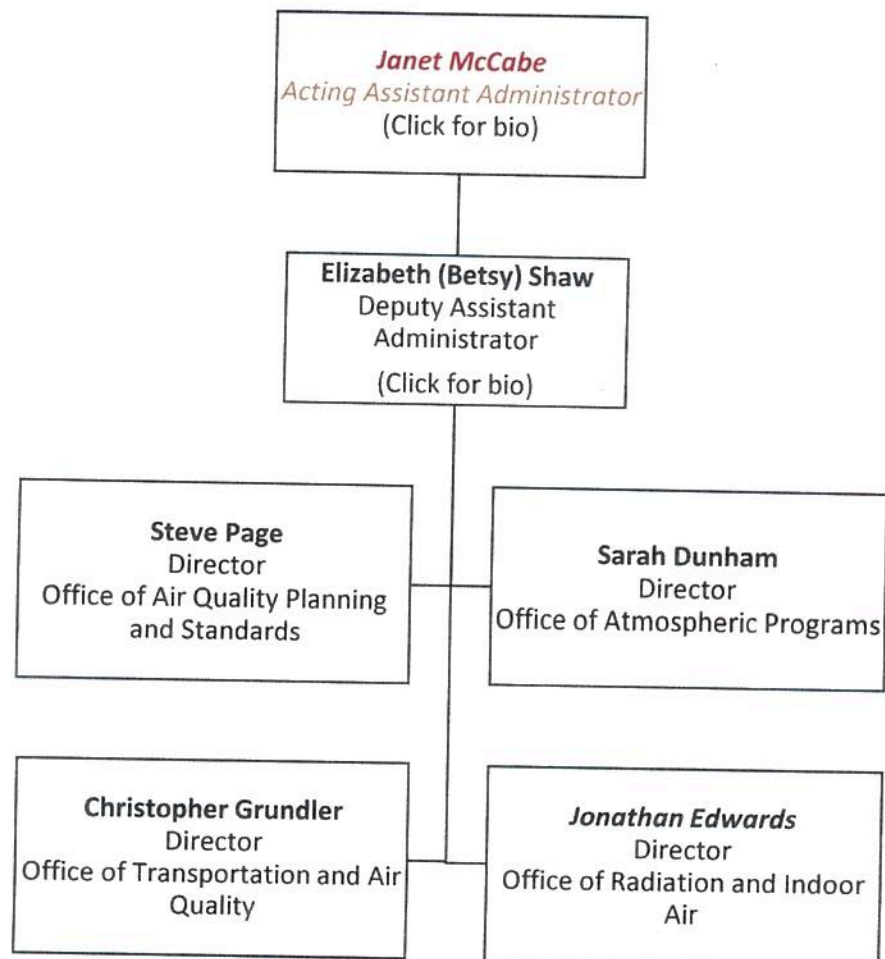 Janet McCabe
Acting Assistant Administrator
(Click for bio)
Elizabeth (Betsy) Shaw
Deputy Assistant
Administrator
(Click for bio)
Steve Page
Director
Office of Air Quality Planning
and Standards
Sarah Dunham
Director
Office of Atmospheric Programs
Christopher Grundler
Director
Office of Transportation and Air
Quality
Jonathan Edwards
Director
Office of Radiation and Indoor
Air